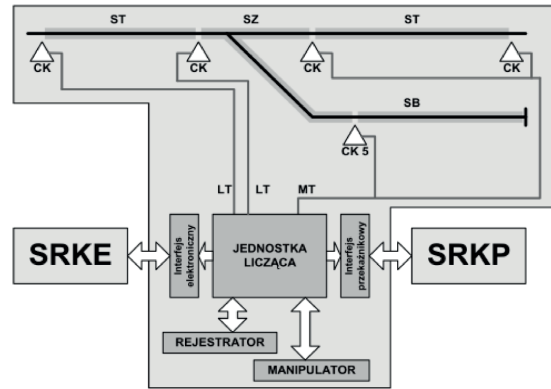 ST
SZ
ST
CK
CK
CK
CK
SB
CK 5
LT
LT
MT
SRKE
Interfejs
elektroniczny
JEDNOSTKA
LICZĄCA
Interfejs
przekaźnikowy
SRKP
REJESTRATOR
MANIPULATOR